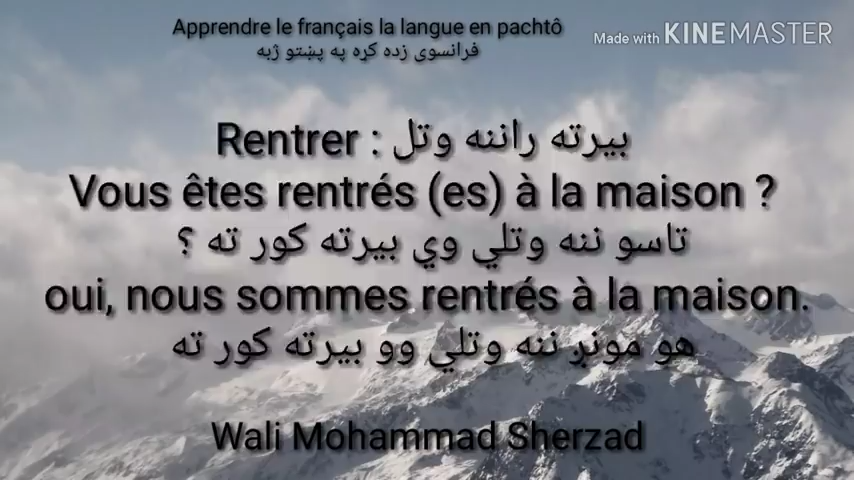 Apprendre le français la langue en pachtô
فرانسوی زده کړه په پښتو ژبه
Made with KINEMASTER
Rentrer : بیرته راننه وتل
Vous êtes rentrés (es) à la maison ?
تاسو ننه وتلي وي بیرته کور ته ؟
oui, nous sommes rentrés à la maison.
هو مونږ ننه وتلي وو بیرته کور ته
Wali Mohammad Sherzad